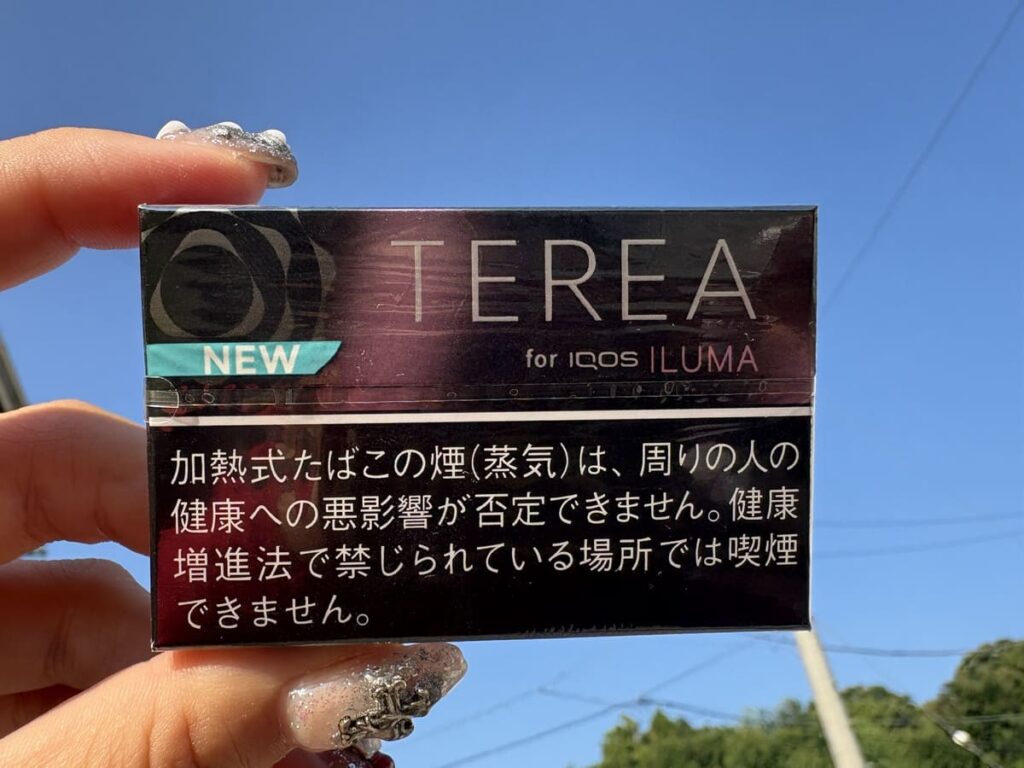 TEREA
NEW
for IQOS ILUMA
加熱式たばこの煙(蒸気)は、周りの人の
健康への悪影響が否定できません。健康
増進法で禁じられている場所では喫煙
できません。